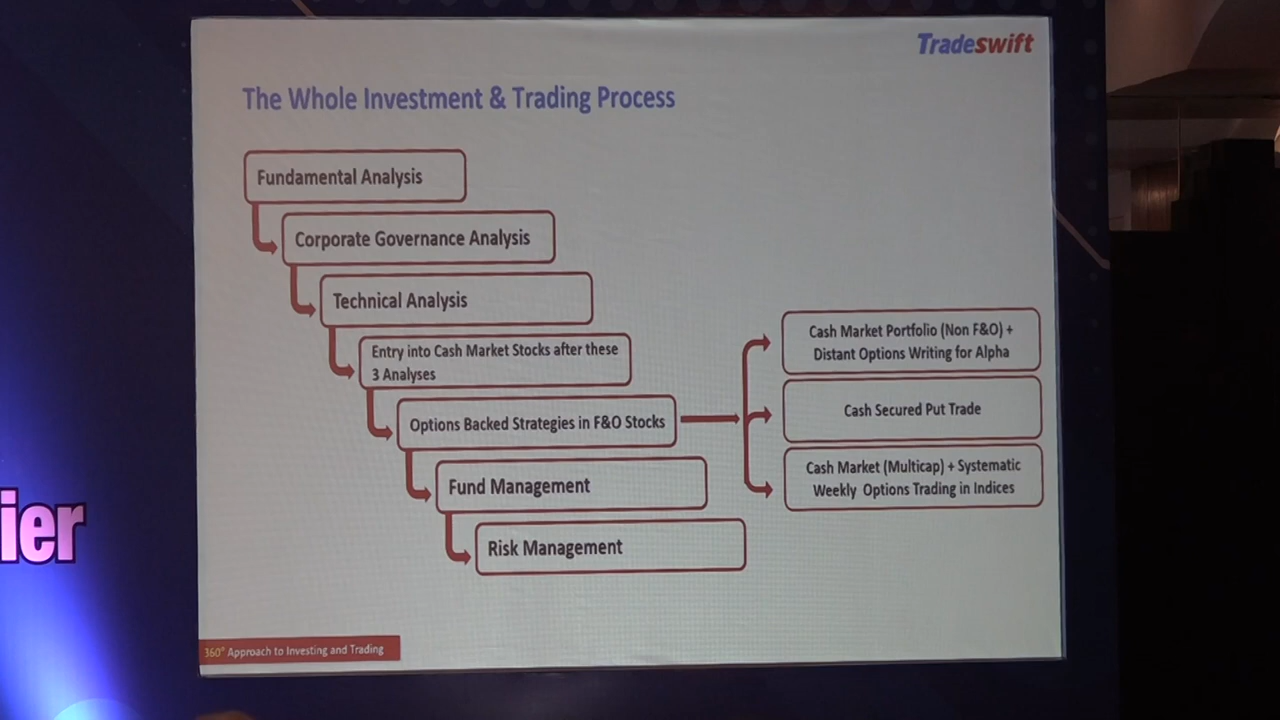 Tradeswift
The Whole Investment & Trading Process
Fundamental Analysis
Corporate Governance Analysis
Technical Analysis
Entry into Cash Market Stocks after these
3 Analyses
Options Backed Strategies in F&O Stocks
Cash Market Portfolio (Non F&O) +
Distant Options Writing for Alpha
Cash Secured Put Trade
Cash Market (Multicap) + Systematic
Weekly Options Trading in Indices
Fund Management
Risk Management
ier
360° Approach to Investing and Trading